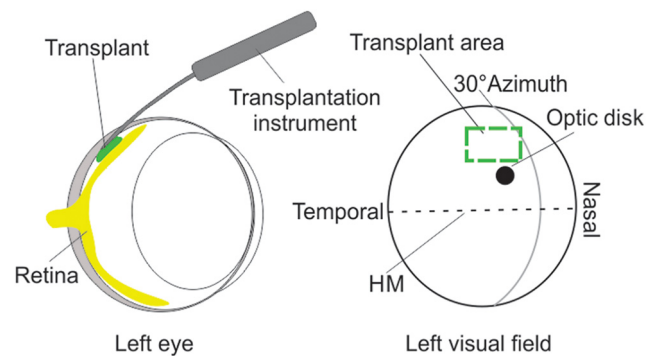 Transplant
Transplantation
instrument
Retina
Left eye
Transplant area
30°Azimuth
Optic disk
Temporal
Nasal
HM
Left visual field